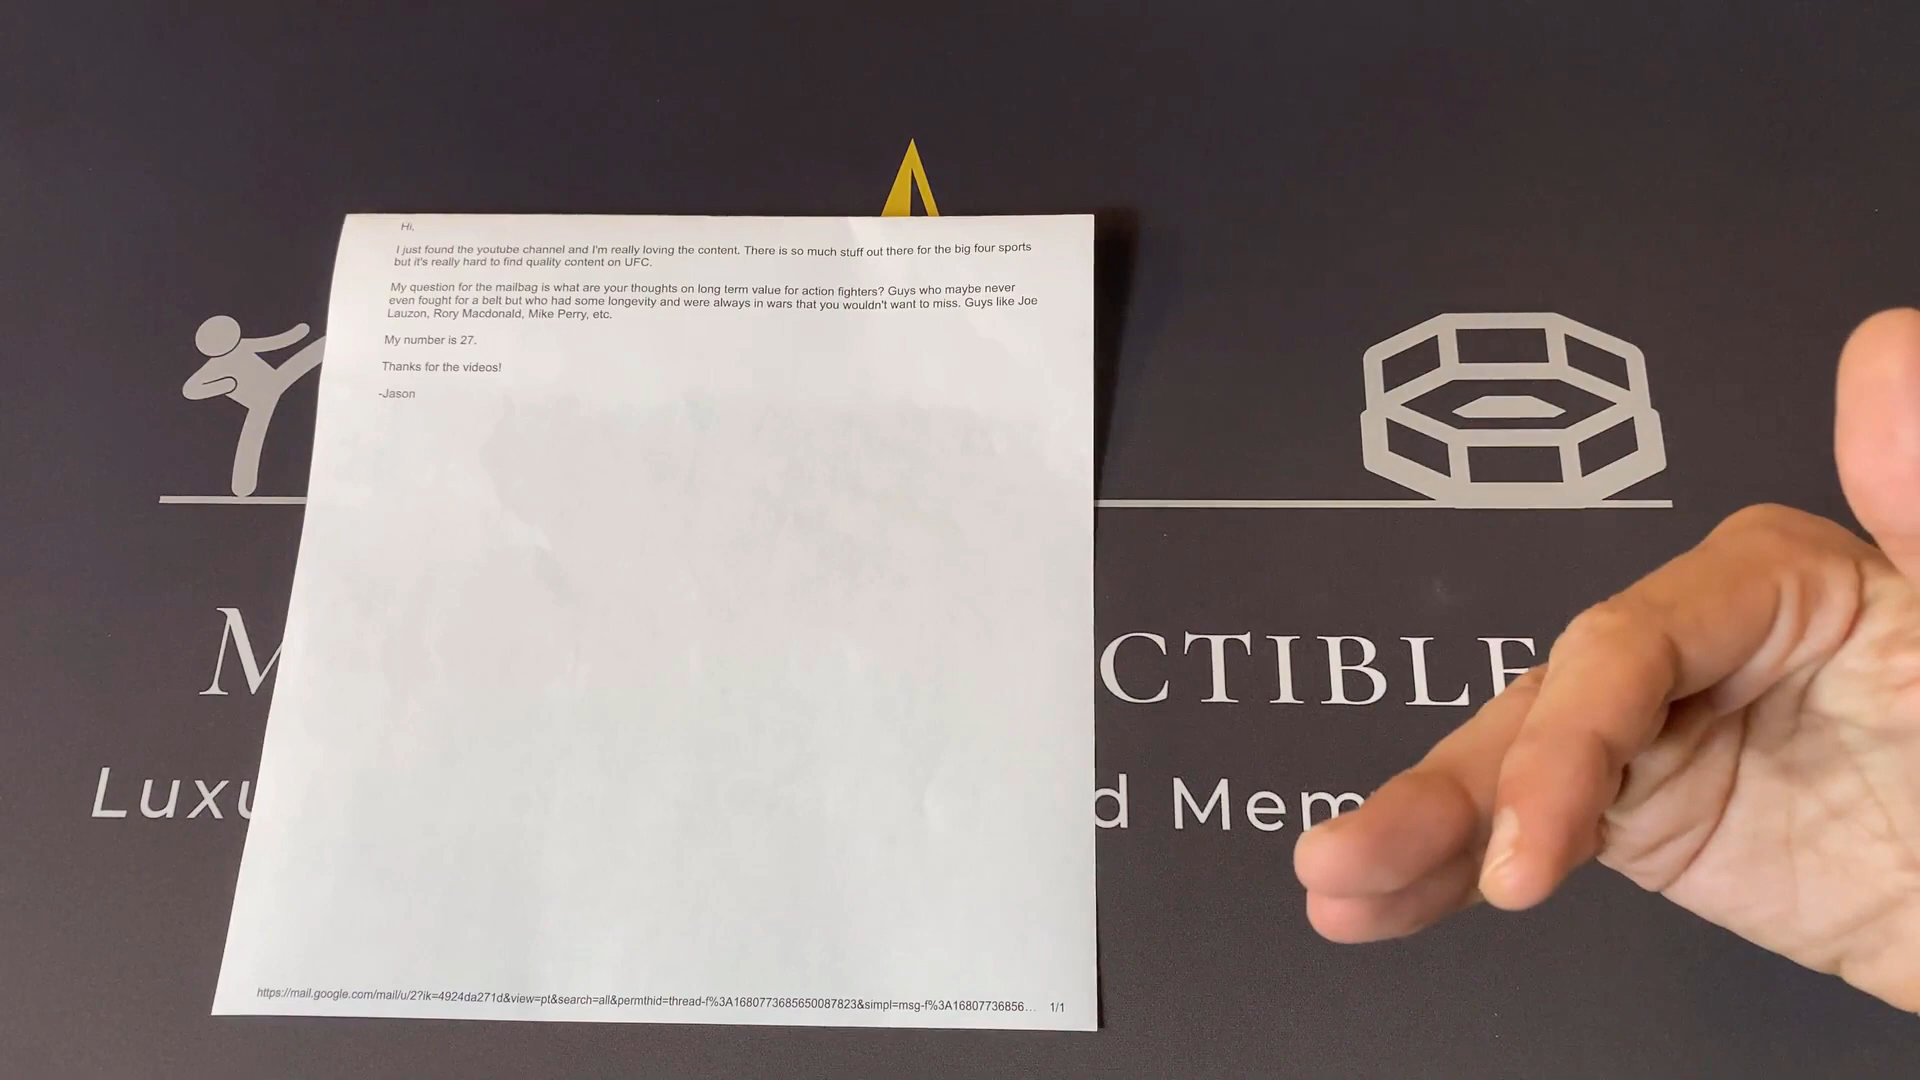 Hi,
I just found the youtube channel and I'm really loving the content. There is so much stuff out there for the big four sports
but it's really hard to find quality content on UFC.
My question for the mailbag is what are your thoughts on long term value for action fighters? Guys who maybe never
even fought for a belt but who had some longevity and were always in wars that you wouldn't want to miss. Guys like Joe
Lauzon, Rory Macdonald, Mike Perry, etc.
My number is 27.
Thanks for the videos!
-Jason
M CTIBLE
Luxu d Mem
https://mail.google.com/mail/u/2?ik=4924da271d&view=pt&search=all&permthid=thread-f%3A1680773685650087823&simpl=msg-f%3A16807736856... 1/1